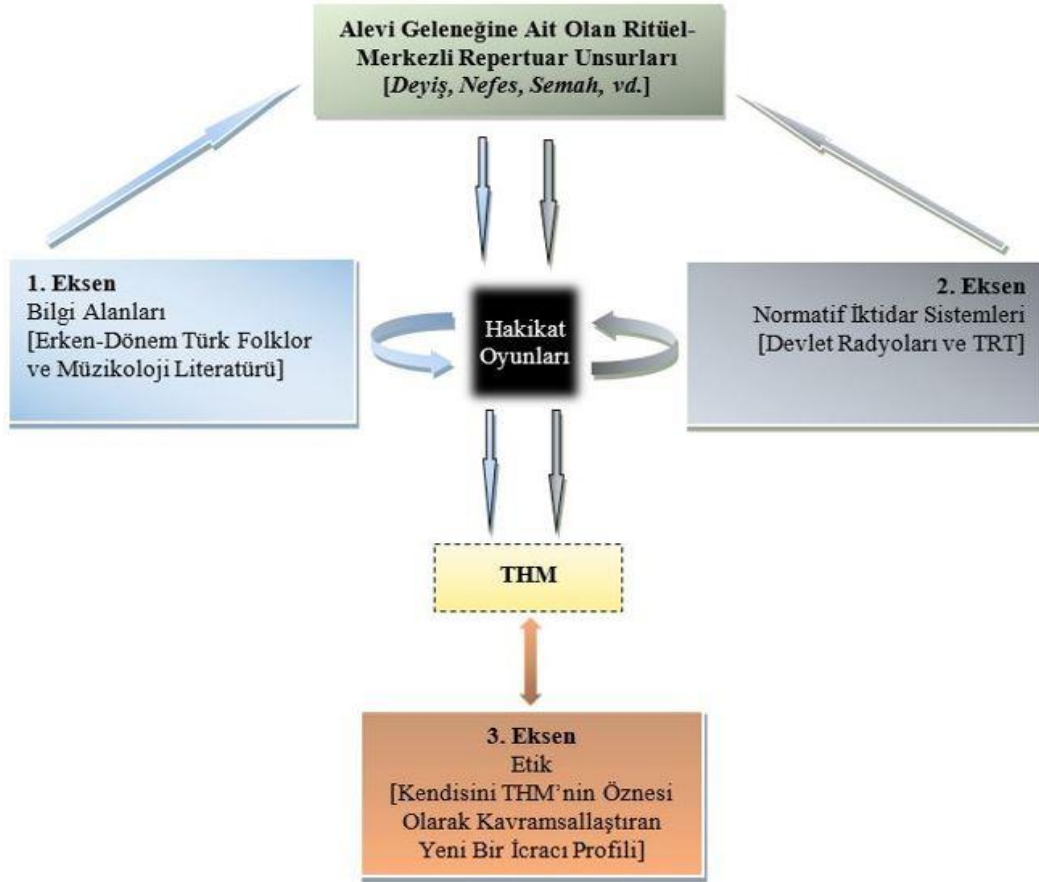 Alevi Geleneğine Ait Olan Ritüel-
Merkezli Repertuar Unsurları
[Deyiş, Nefes, Semah, vd.]
1. Eksen
Bilgi Alanları
[Erken-Dönem Türk Folklor
ve Müzikoloji Literatürü]
Hakikat
Oyunları
2. Eksen
Normatif İktidar Sistemleri
[Devlet Radyoları ve TRT]
THM
3. Eksen
Etik
[Kendisini THM’nin Öznesi
Olarak Kavramsallaştıran
Yeni Bir İcracı Profili]